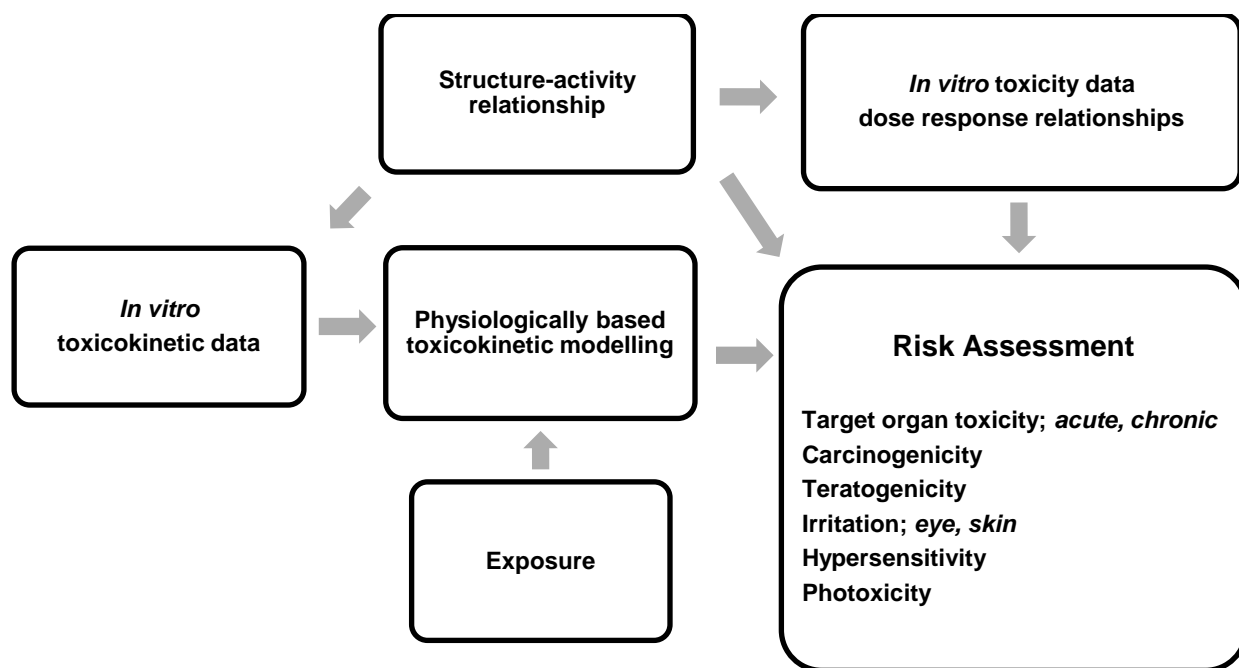 Structure-activity
relationship
In vitro toxicity data
dose response relationships
In vitro
toxicokinetic data
Physiologically based
toxicokinetic modelling
Exposure
Risk Assessment
Target organ toxicity; acute, chronic
Carcinogenicity
Teratogenicity
Irritation; eye, skin
Hypersensitivity
Photoxicity